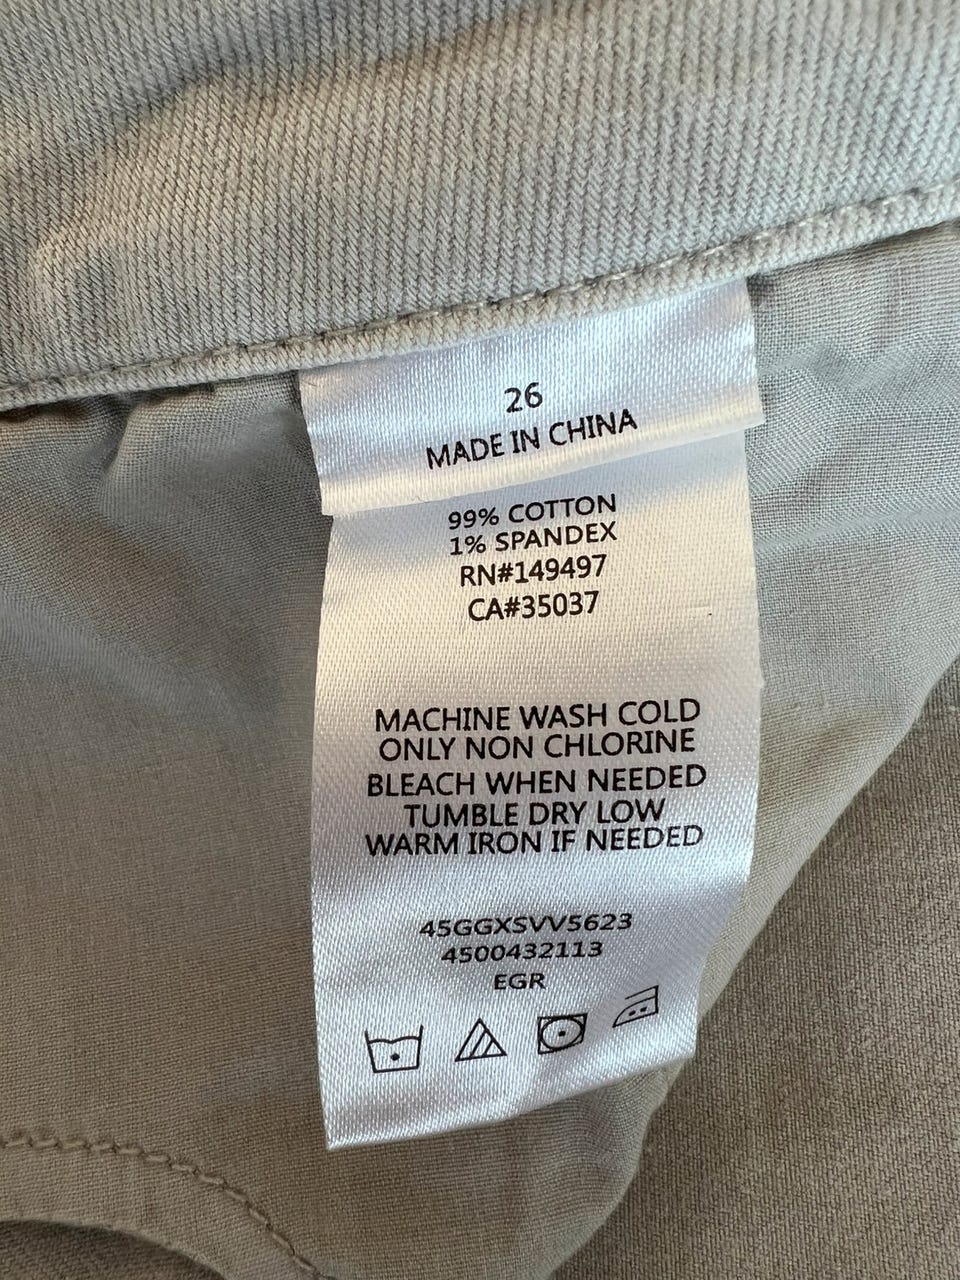 26
MADE IN CHINA
99% COTTON
1% SPANDEX
RN#149497
CA#35037
MACHINE WASH COLD
ONLY NON CHLORINE
BLEACH WHEN NEEDED
TUMBLE DRY LOW
WARM IRON IF NEEDED
45GGXSVV5623
4500432113
EGR